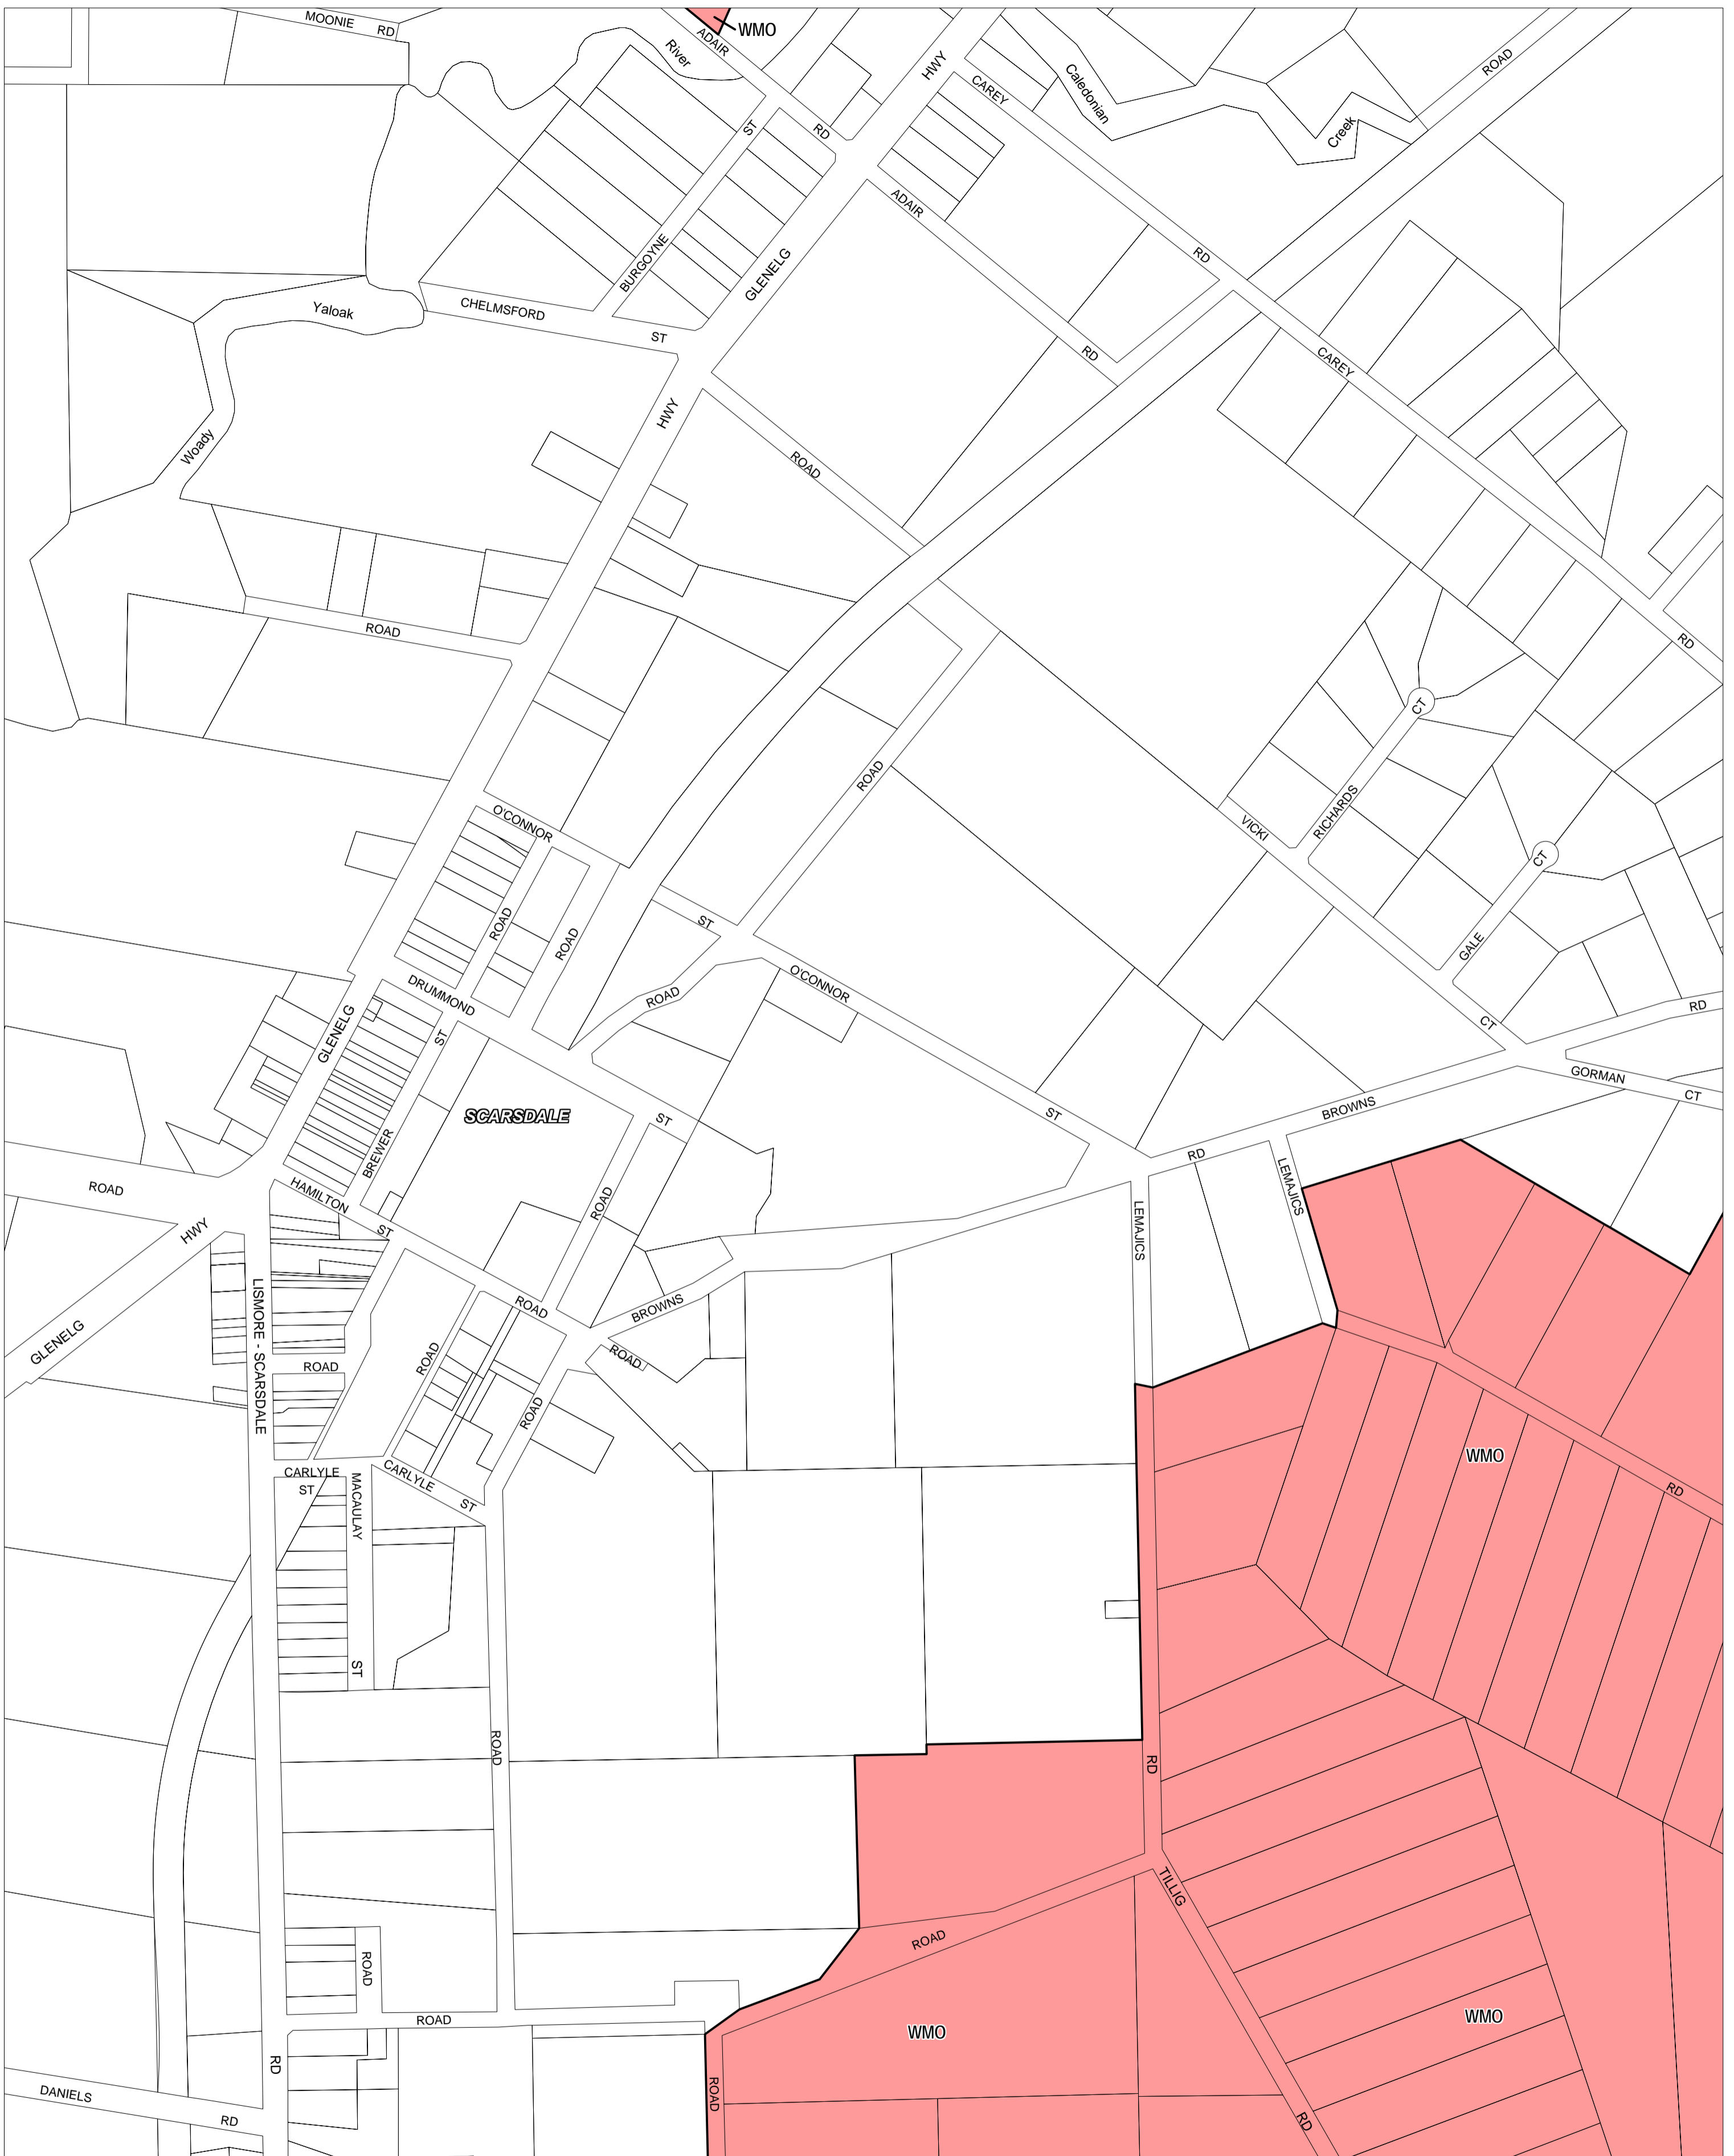 MOONIE RD
ADAIR
WMO
River
HWY
CAREY
Caledonian
ROAD
Creek
ST
RD
ADAIR
BURGOYNE
GLENELG
RD
Yaloak
CHELMSFORD
ST
RD
CAREY
HWY
Woady
ROAD
ROAD
RD
CT
ROAD
RICHARDS
VICKI
O'CONNOR
CT
ROAD
ROAD
ST
GALE
DRUMMOND
ROAD
O'CONNOR
RD
GLENELG
ST
CT
GORMAN
CT
SCARSDALE
ST
ST
BROWNS
BREWER
RD
LEMAJICS
ROAD
HAMILTON
ST
ROAD
LEMAJICS
HWY
LISMORE - SCARSDALE
ROAD
BROWNS
GLENELG
ROAD
ROAD
ROAD
ROAD
WMO
CARLYLE
ST
MACAULAY
CARLYLE
ST
RD
ST
ROAD
RD
TILLIG
ROAD
ROAD
ROAD
WMO
WMO
RD
DANIELS
RD
ROAD
RD